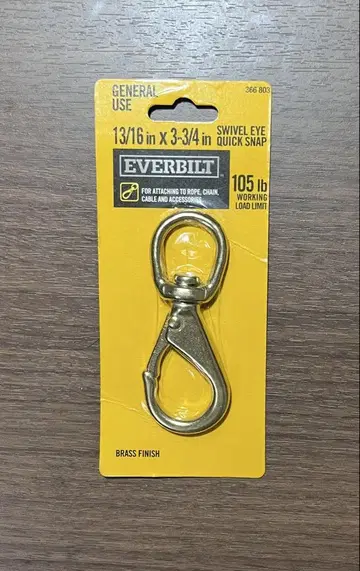 GENERAL
USE
366 803
13/16 in x 3-3/4 in
SWIVEL EYE
QUICK SNAP
EVERBILT
FOR ATTACHING TO ROPE, CHAIN,
CABLE AND ACCESSORIES
105 lb
WORKING
LOAD LIMIT
BRASS FINISH